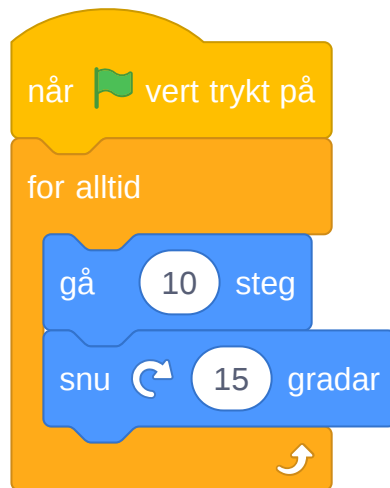 når vert trykt på
for alltid
gå 10 steg
snu 15 gradar